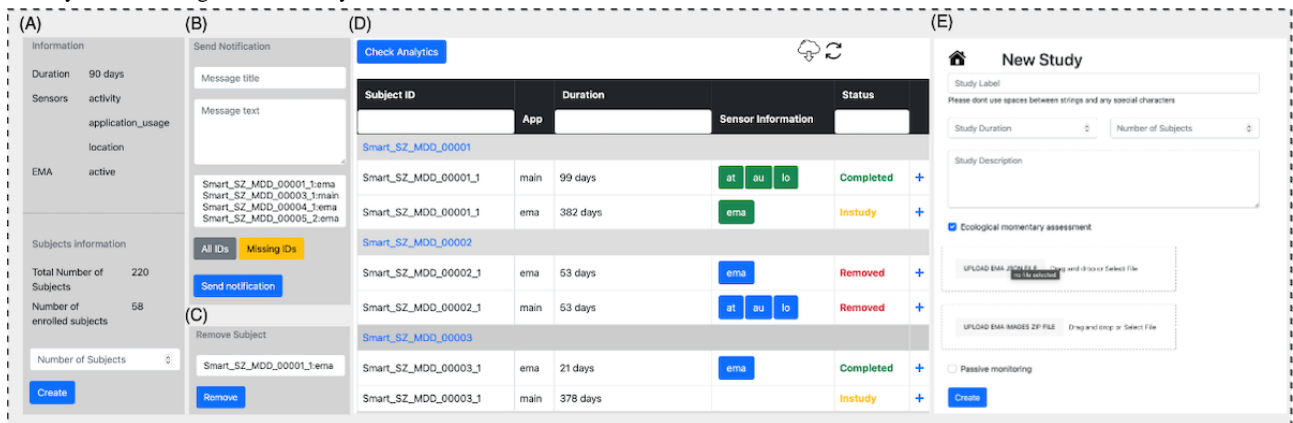 (A)
Information
Duration 90 days
Sensors activity
application_usage
location
EMA active
Subjects information
Total Number of 220
Subjects
Number of 58
enrolled subjects
Number of Subjects
Create
(B)
Send Notification
Message title
Message text
Smart_SZ_MDD_00001_1:ema
Smart_SZ_MDD_00003_1:main
Smart_SZ_MDD_00004_1:ema
Smart_SZ_MDD_00005_2:ema
All IDs Missing IDs
Send notification
(C)
Remove Subject
Smart_SZ_MDD_00001_1:ema
Remove
(D)
Check Analytics
Subject ID App Duration Sensor Information Status
Smart_SZ_MDD_00001
Smart_SZ_MDD_00001_1 main 99 days at au lo Completed +
Smart_SZ_MDD_00001_1 ema 382 days ema Instudy +
Smart_SZ_MDD_00002
Smart_SZ_MDD_00002_1 ema 53 days ema Removed +
Smart_SZ_MDD_00002_1 main 53 days at au lo Removed +
Smart_SZ_MDD_00003
Smart_SZ_MDD_00003_1 ema 21 days ema Completed +
Smart_SZ_MDD_00003_1 main 378 days Instudy +
(E)
New Study
Study Label
Please dont use spaces between strings and any special characters
Study Duration Number of Subjects
Study Description
Ecological momentary assessment
UPLOAD EMA JSON FILE Drag and drop or Select File
no file selected
UPLOAD EMA IMAGES ZIP FILE Drag and drop or Select File
Passive monitoring
Create